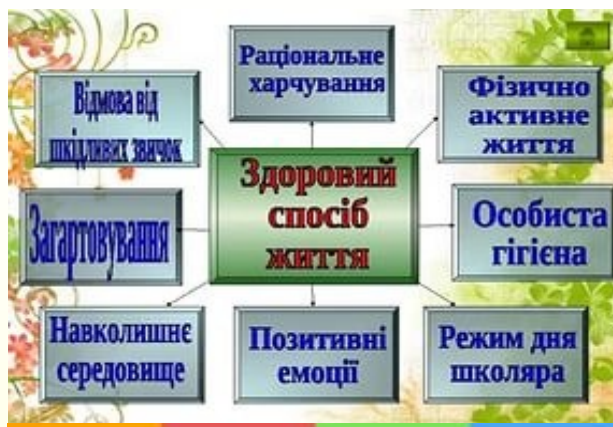 Раціональне
харчування
Відмова від
шкідливих звичок
Фізично
активне
життя
Здоровий
спосіб
життя
Загартовування
Особиста
гігієна
Навколишнє
середовище
Позитивні
емоції
Режим дня
школяра